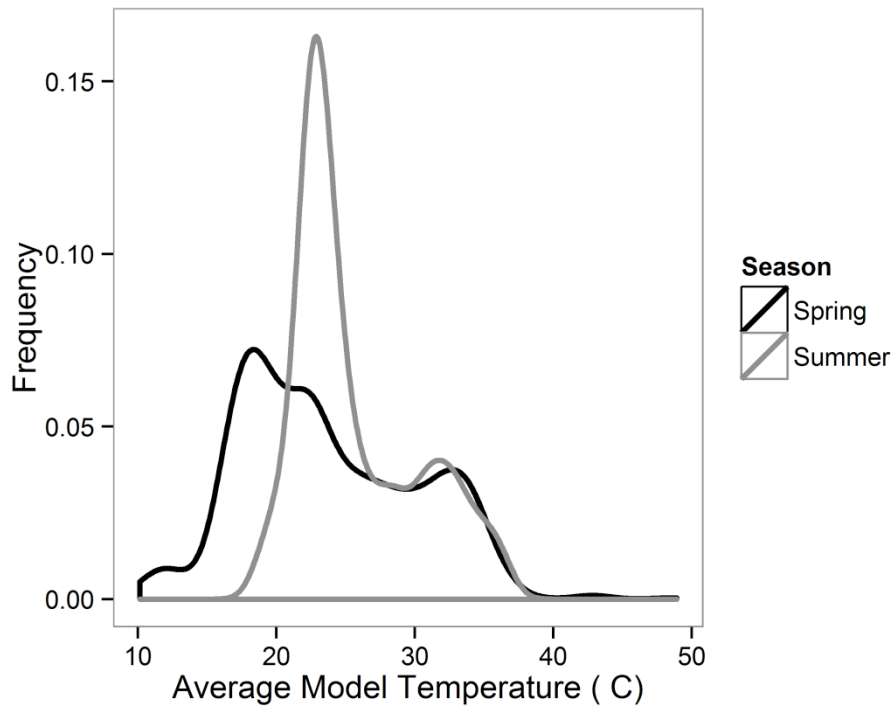 0.15
0.10
0.05
0.00
Frequency
10 20 30 40 50
Average Model Temperature ( C)
Season
Spring
Summer